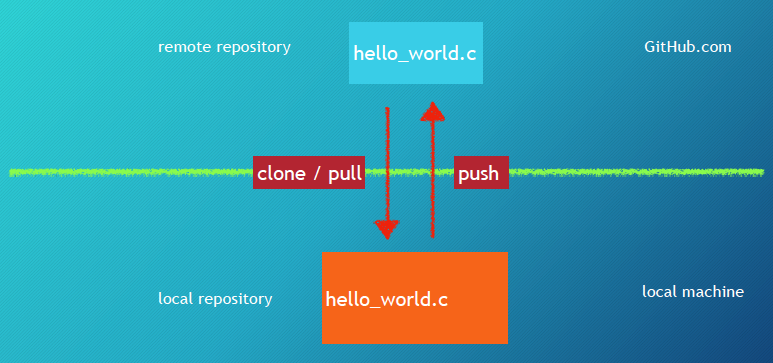 remote repository
hello_world.c
GitHub.com
clone / pull
push
local repository
hello_world.c
local machine